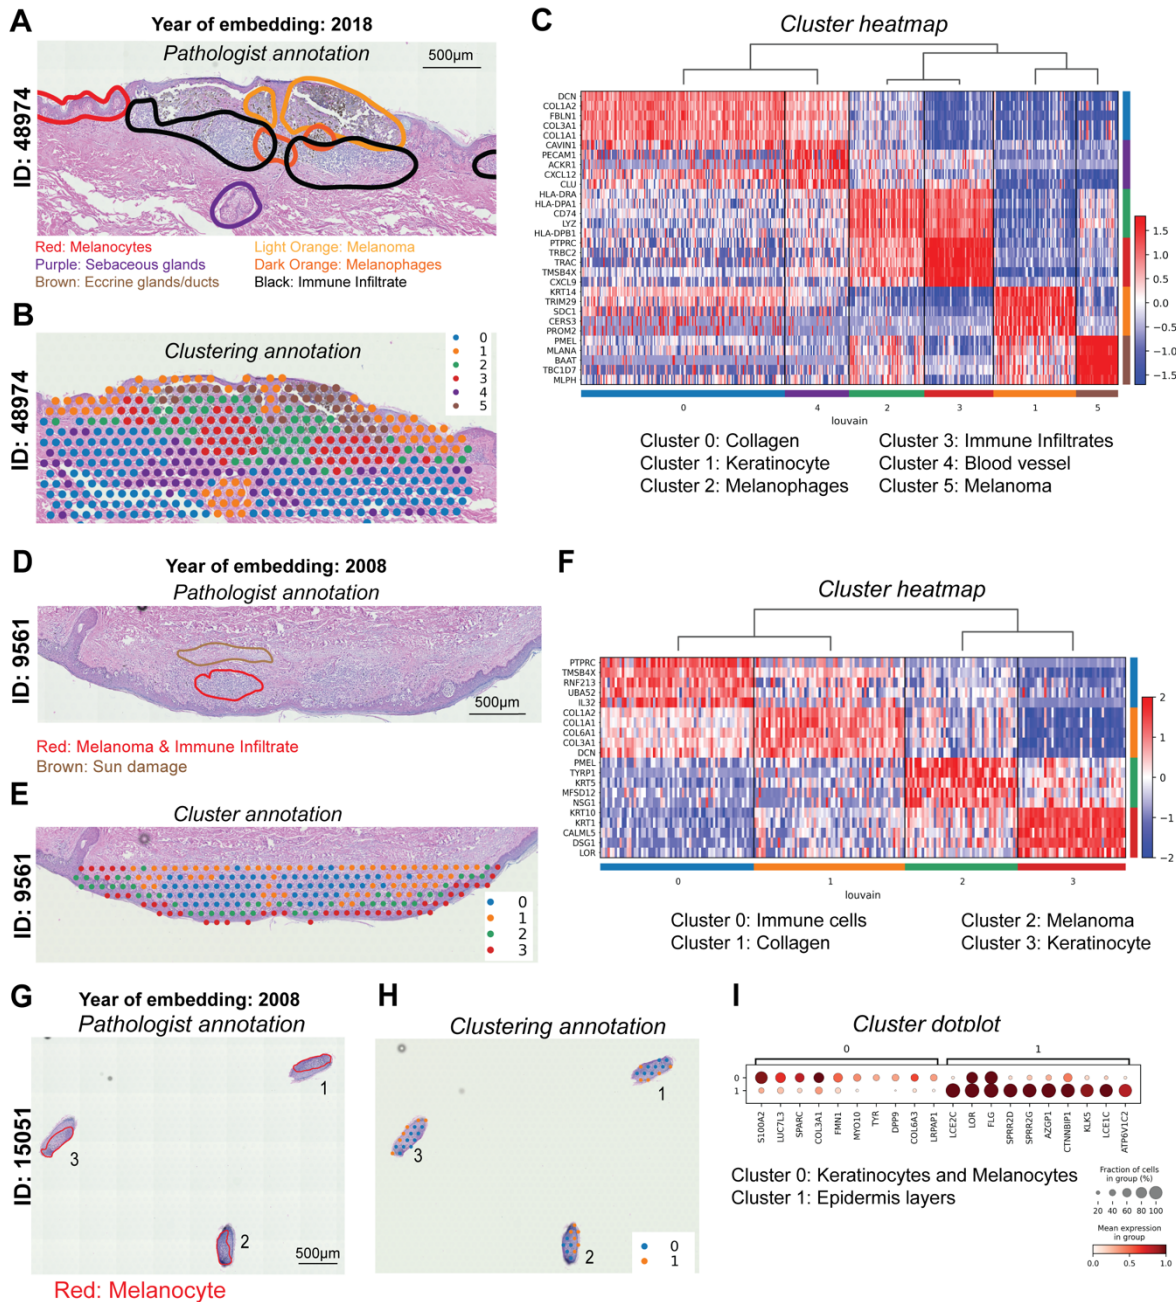 A
Year of embedding: 2018
Pathologist annotation
500µm
ID: 48974
Red: Melanocytes
Light Orange: Melanoma
Purple: Sebaceous glands
Dark Orange: Melanophages
Brown: Eccrine glands/ducts
Black: Immune Infiltrate
B
Clustering annotation
ID: 48974
0
1
2
3
4
5
C
Cluster heatmap
DCN
COL1A2
FBLN1
COL3A1
COL1A1
CAVIN1
PECAM1
ACKR1
CXCL12
CLU
HLA-DRA
HLA-DPA1
CD74
LYZ
HLA-DPB1
PTPRC
TRBC2
TRAC
TMSB4X
CXCL9
KRT14
TRIM29
SDC1
CERS3
PROM2
PMEL
MLANA
BAAT
TBC1D7
MLPH
1.5
1.0
0.5
0.0
−0.5
−1.0
−1.5
0 4 2 3 1 5
louvain
Cluster 0: Collagen
Cluster 3: Immune Infiltrates
Cluster 1: Keratinocyte
Cluster 4: Blood vessel
Cluster 2: Melanophages
Cluster 5: Melanoma
D
Year of embedding: 2008
Pathologist annotation
ID: 9561
500µm
Red: Melanoma & Immune Infiltrate
Brown: Sun damage
E
Cluster annotation
ID: 9561
0
1
2
3
F
Cluster heatmap
PTPRC
TMSB4X
RNF213
UBA52
IL32
COL1A2
COL1A1
COL6A1
COL3A1
DCN
PMEL
TYRP1
KRT5
MFSD12
NSG1
KRT10
KRT1
CALML5
DSG1
LOR
2
1
0
−1
−2
0 1 2 3
louvain
Cluster 0: Immune cells
Cluster 2: Melanoma
Cluster 1: Collagen
Cluster 3: Keratinocyte
G
Year of embedding: 2008
Pathologist annotation
ID: 15051
1
3
2
500µm
Red: Melanocyte
H
Clustering annotation
1
3
2
0
1
I
Cluster dotplot
0 1
0
1
S100A2
LUC7L3
SPARC
COL3A1
FMN1
MYO10
TYR
DPP9
COL6A3
LRPAP1
LCE2C
LOR
FLG
SPRR2D
SPRR2G
AZGP1
CTNNBIP1
KLK5
LCE1C
ATP6V1C2
Cluster 0: Keratinocytes and Melanocytes
Cluster 1: Epidermis layers
Fraction of cells
in group (%)
20 40 60 80 100
Mean expression
in group
0.0 0.5 1.0